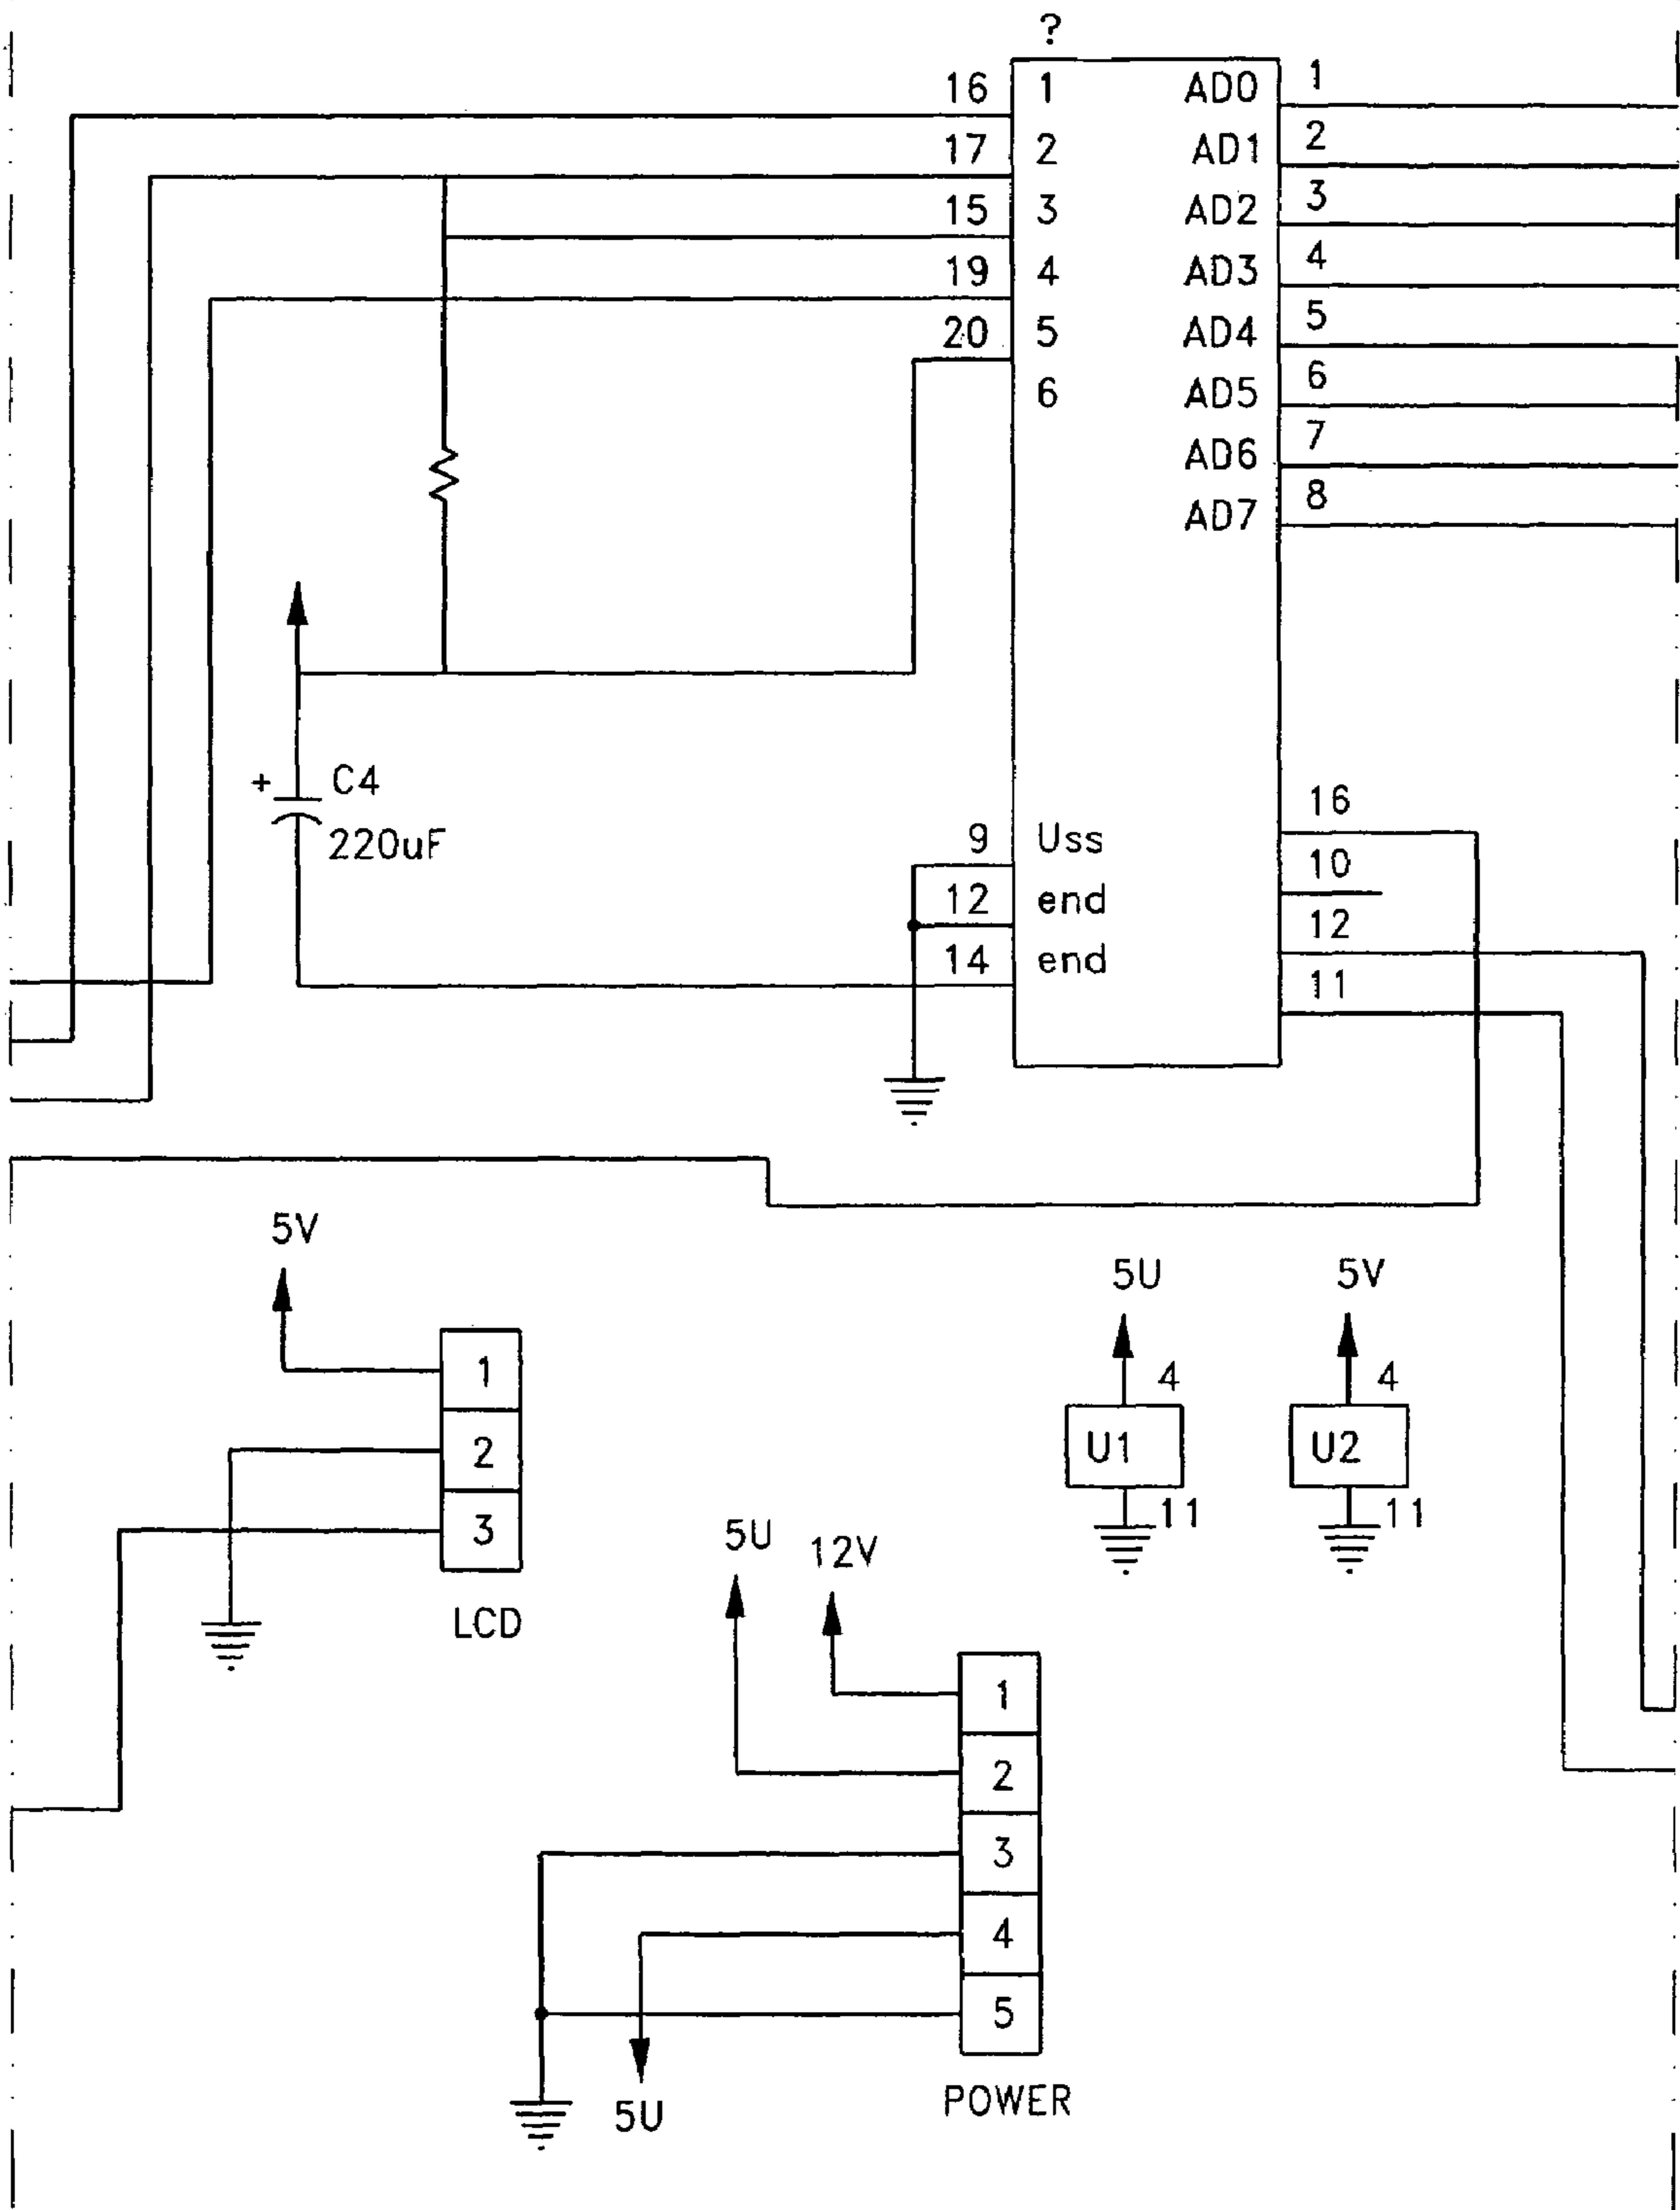 ?
16 1 AD0 1
17 2 AD1 2
15 3 AD2 3
19 4 AD3 4
20 5 AD4 5
6 AD5 6
AD6 7
AD7 8
+ C4
220uF
16
9 Uss
10
12 end
12
14 end
11
5V
5U 5V
1 4 4
2 U1 U2
3 11 11
LCD
5U 12V
1
2
3
4
5
POWER
5U